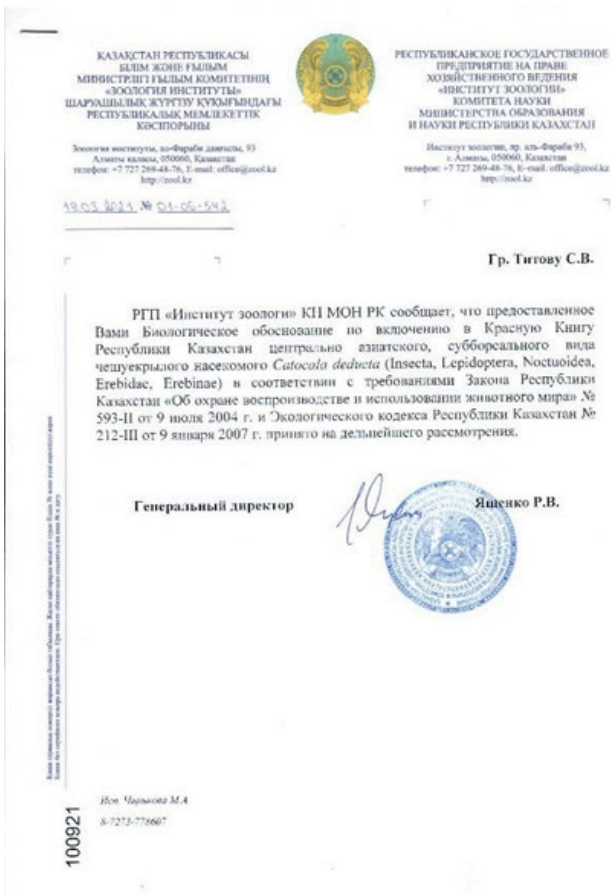 ҚАЗАҚСТАН РЕСПУБЛИКАСЫ
БІЛІМ ЖӘНЕ ҒЫЛЫМ
МИНИСТРЛІГІ ҒЫЛЫМ КОМИТЕТІНІҢ
«ЗООЛОГИЯ ИНСТИТУТЫ»
ШАРУАШЫЛЫҚ ЖҮРГІЗУ ҚҰҚЫҒЫНДАҒЫ
РЕСПУБЛИКАЛЫҚ МЕМЛЕКЕТТІК
КӘСІПОРЫНЫ
Зоология институты, әл-Фараби даңғылы, 93
Алматы қаласы, 050060, Қазақстан
телефон: +7 727 269-48-76, E-mail: office@zool.kz
http://zool.kz
19.03 2021 № 01-06-542
РЕСПУБЛИКАНСКОЕ ГОСУДАРСТВЕННОЕ
ПРЕДПРИЯТИЕ НА ПРАВЕ
ХОЗЯЙСТВЕННОГО ВЕДЕНИЯ
«ИНСТИТУТ ЗООЛОГИИ»
КОМИТЕТА НАУКИ
МИНИСТЕРСТВА ОБРАЗОВАНИЯ
И НАУКИ РЕСПУБЛИКИ КАЗАХСТАН
Институт зоологии, пр. аль-Фараби 93,
г. Алматы, 050060, Казахстан
телефон: +7 727 269-48-76, E-mail: office@zool.kz
http://zool.kz
Гр. Титову С.В.
РГП «Институт зоологи» КН МОН РК сообщает, что предоставленное
Вами Биологическое обоснование по включению в Красную Книгу
Республики Казахстан центрально азиатского, суббореального вида
чешуекрылого насекомого Catocala deducta (Insecta, Lepidoptera, Noctuoidea,
Erebidae, Erebinae) в соответствии с требованиями Закона Республики
Казахстан «Об охране воспроизводстве и использовании животного мира» №
593-II от 9 июля 2004 г. и Экологического кодекса Республики Казахстан №
212-III от 9 января 2007 г. принято на дельнейшего рассмотрения.
Генеральный директор
Ященко Р.В.
Исп. Чарыкова М.А
8-7273-778607
100921